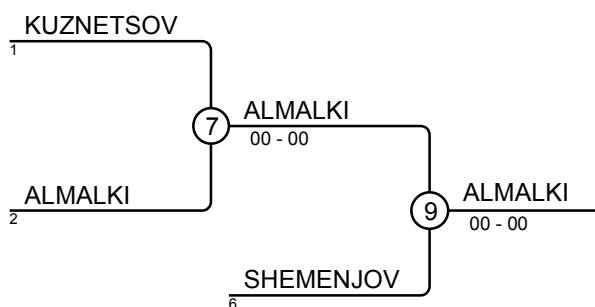 KUZNETSOV
1
7
ALMALKI
00 - 00
ALMALKI
2
9
ALMALKI
00 - 00
SHEMENJOV
6